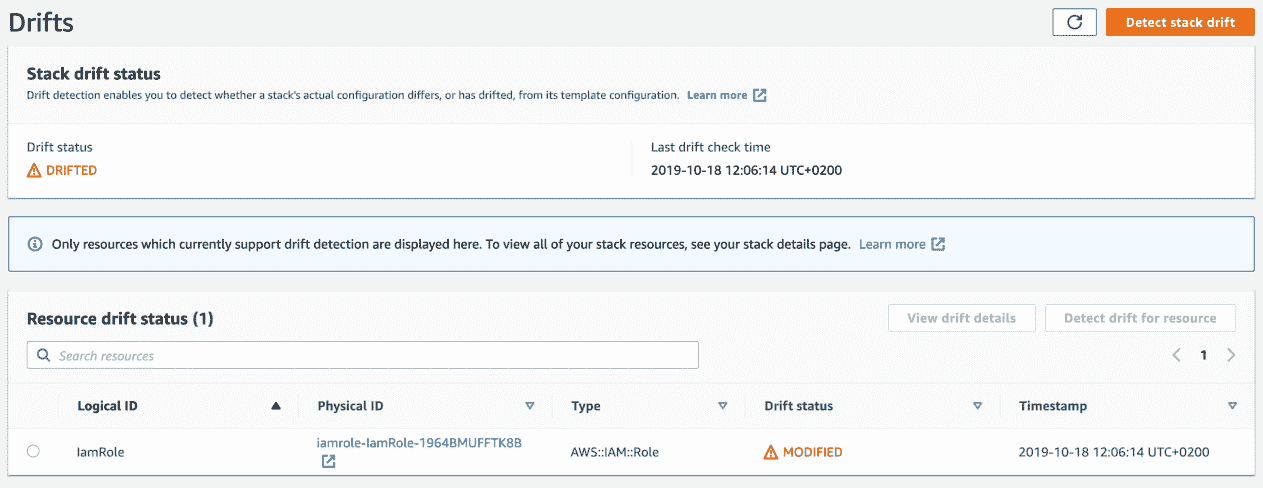 Drifts
Detect stack drift
Stack drift status
Drift detection enables you to detect whether a stack's actual configuration differs, or has drifted, from its template configuration. Learn more
Drift status
DRIFTED
Last drift check time
2019-10-18 12:06:14 UTC+0200
Only resources which currently support drift detection are displayed here. To view all of your stack resources, see your stack details page. Learn more
Resource drift status (1)
View drift details
Detect drift for resource
Search resources
1
Logical ID
Physical ID
Type
Drift status
Timestamp
IamRole
iamrole-IamRole-1964BMUFFTK8B
AWS::IAM::Role
MODIFIED
2019-10-18 12:06:14 UTC+0200